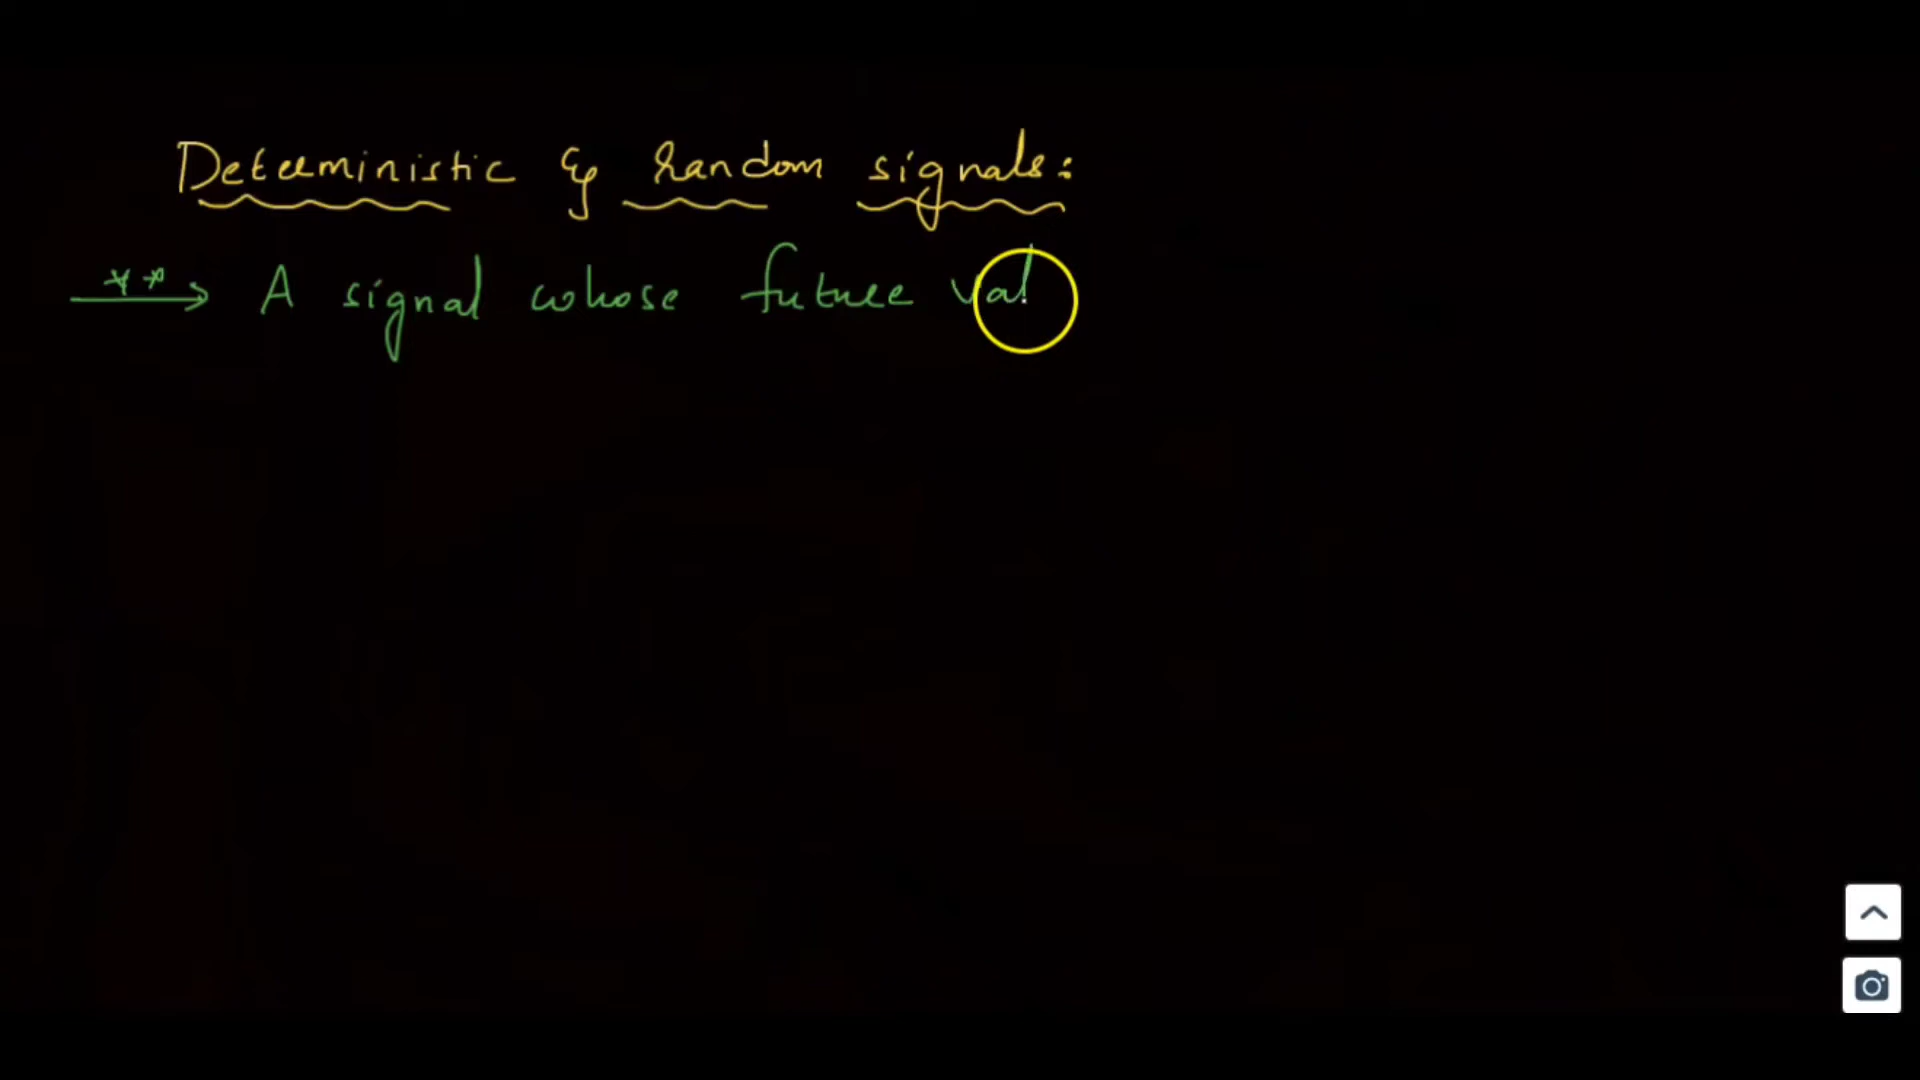 Deterministic & random signals:
** → A signal whose future val